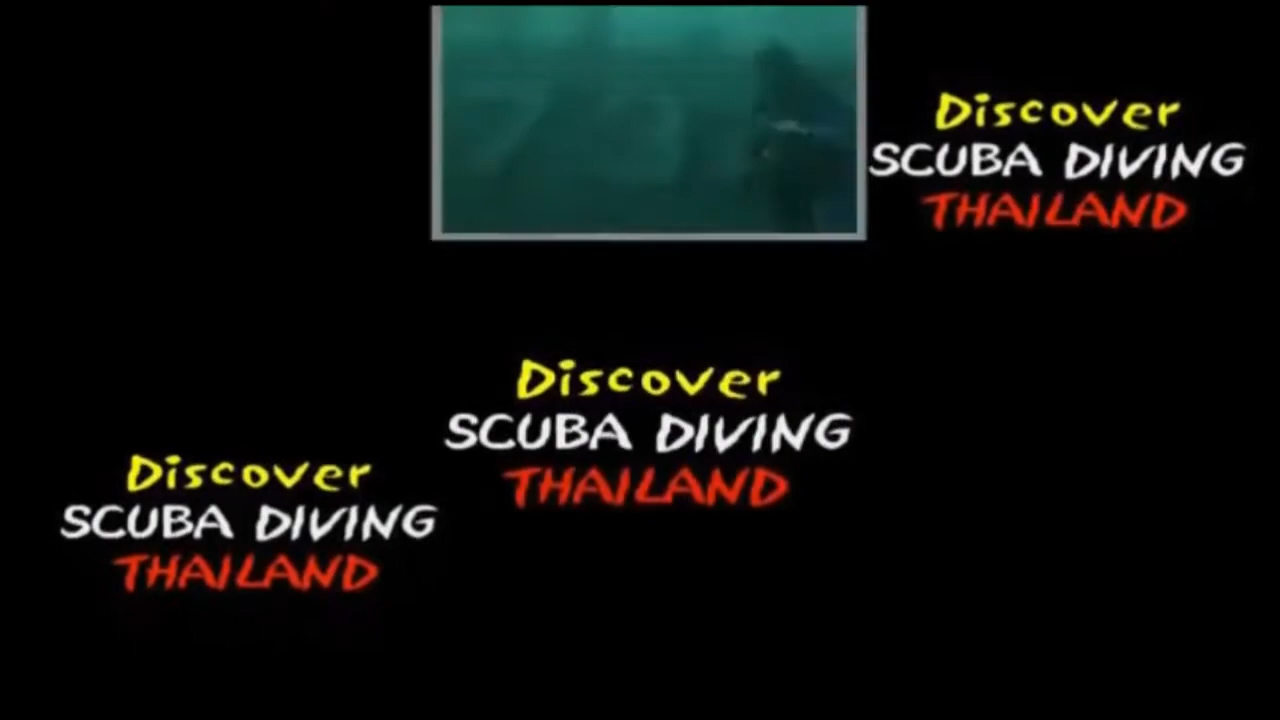 Discover
SCUBA DIVING
THAILAND
Discover
SCUBA DIVING
THAILAND
Discover
SCUBA DIVING
THAILAND